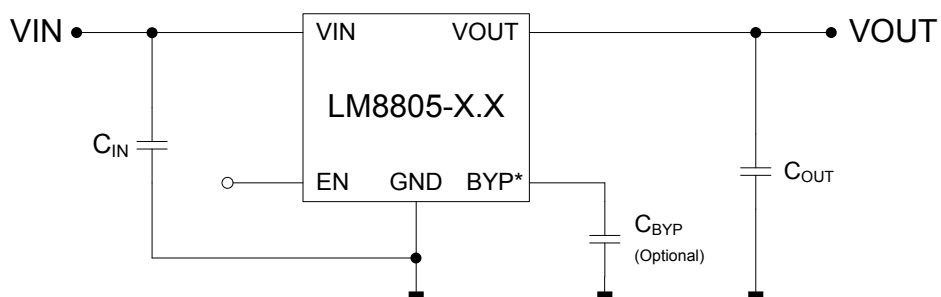 VIN VIN VOUT VOUT
LM8805-X.X
CIN
COUT
EN GND BYP*
CBYP
(Optional)